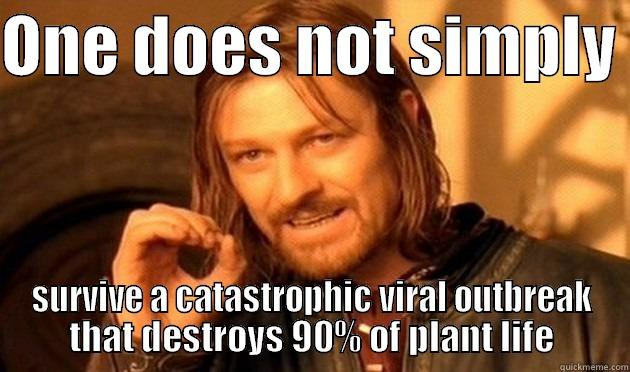 One does not simply
survive a catastrophic viral outbreak
that destroys 90% of plant life
quickmeme.com